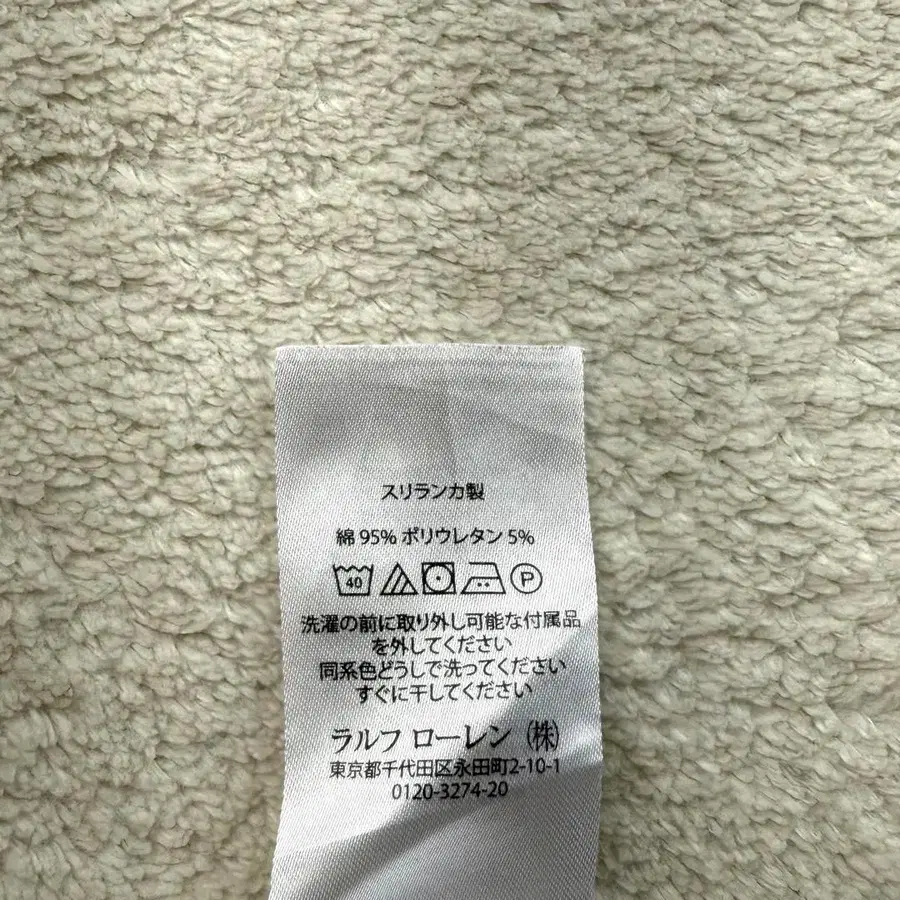 スリランカ製
綿 95% ポリウレタン 5%
40 P
洗濯の前に取り外し可能な付属品
を外してください
同系色どうしで洗ってください
すぐに干してください
ラルフ ローレン (株)
東京都千代田区永田町2-10-1
0120-3274-20